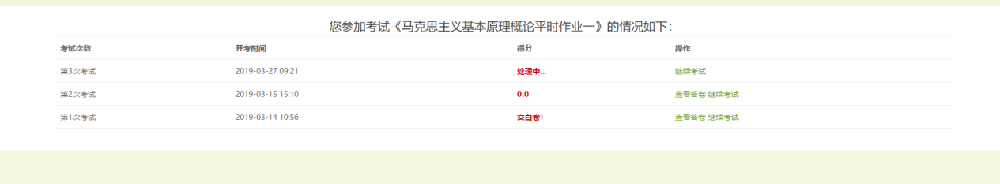 您参加考试《马克思主义基本原理概论平时作业一》的情况如下：
考试次数 开考时间 得分 操作
第3次考试 2019-03-27 09:21 处理中... 继续考试
第2次考试 2019-03-15 15:10 0.0 查看答卷 继续考试
第1次考试 2019-03-14 10:56 交白卷！ 查看答卷 继续考试